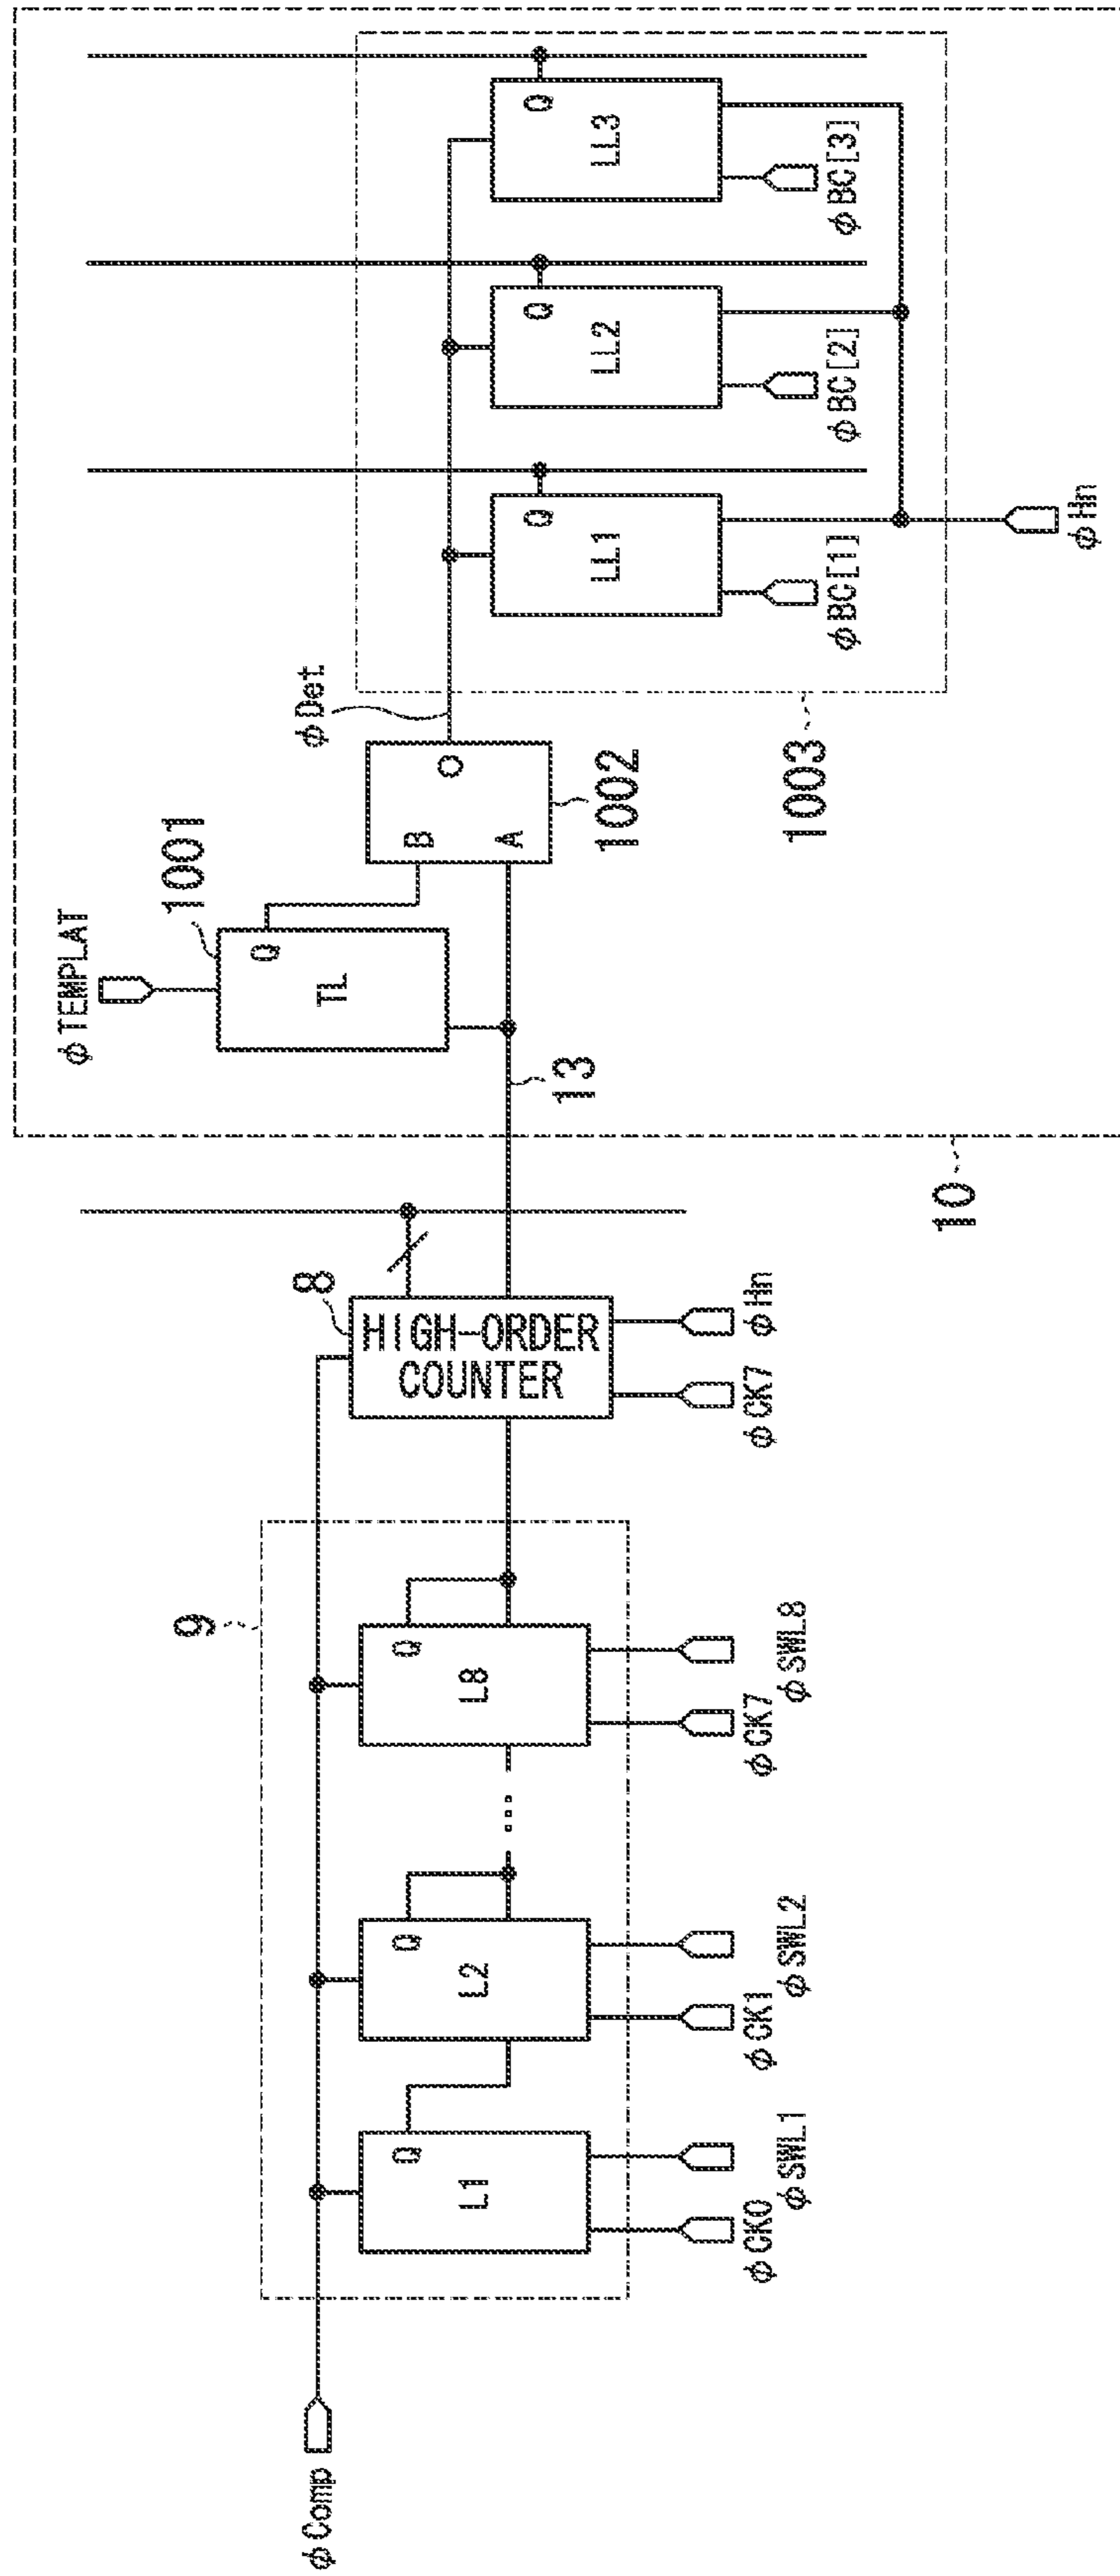 φComp
9
L1
Q
φCK0
φSWL1
L2
Q
φCK1
φSWL2
...
L8
Q
φCK7
φSWL8
8
HIGH-ORDER
COUNTER
φCK7
φHn
10
13
φTEMPLAT
1001
TL
Q
B
A
O
1002
φDet
1003
LL1
Q
φBC[1]
LL2
Q
φBC[2]
LL3
Q
φBC[3]
φHn